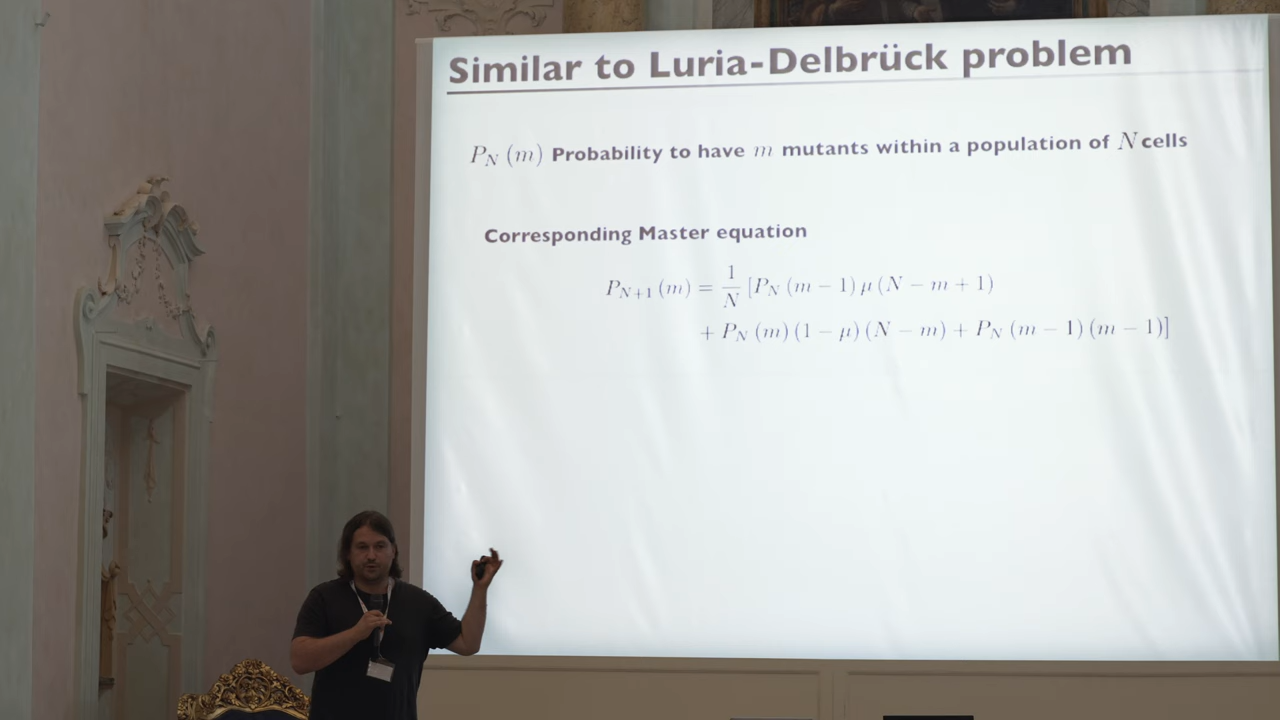 Similar to Luria-Delbrück problem
P_N (m) Probability to have m mutants within a population of N cells
Corresponding Master equation
P_{N+1} (m) = \frac{1}{N} [P_N (m − 1) μ (N − m + 1)
+ P_N (m) (1 − μ) (N − m) + P_N (m − 1) (m − 1)]